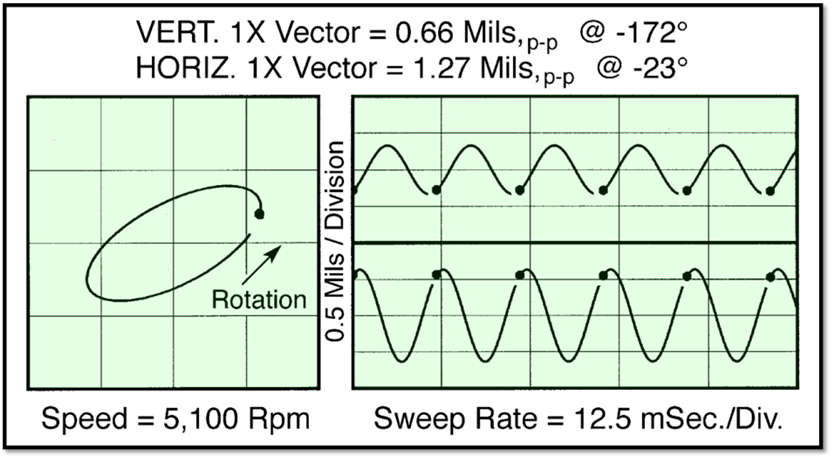 VERT. 1X Vector = 0.66 Mils,p-p @ -172°
HORIZ. 1X Vector = 1.27 Mils,p-p @ -23°
0.5 Mils / Division
Rotation
Speed = 5,100 Rpm
Sweep Rate = 12.5 mSec./Div.